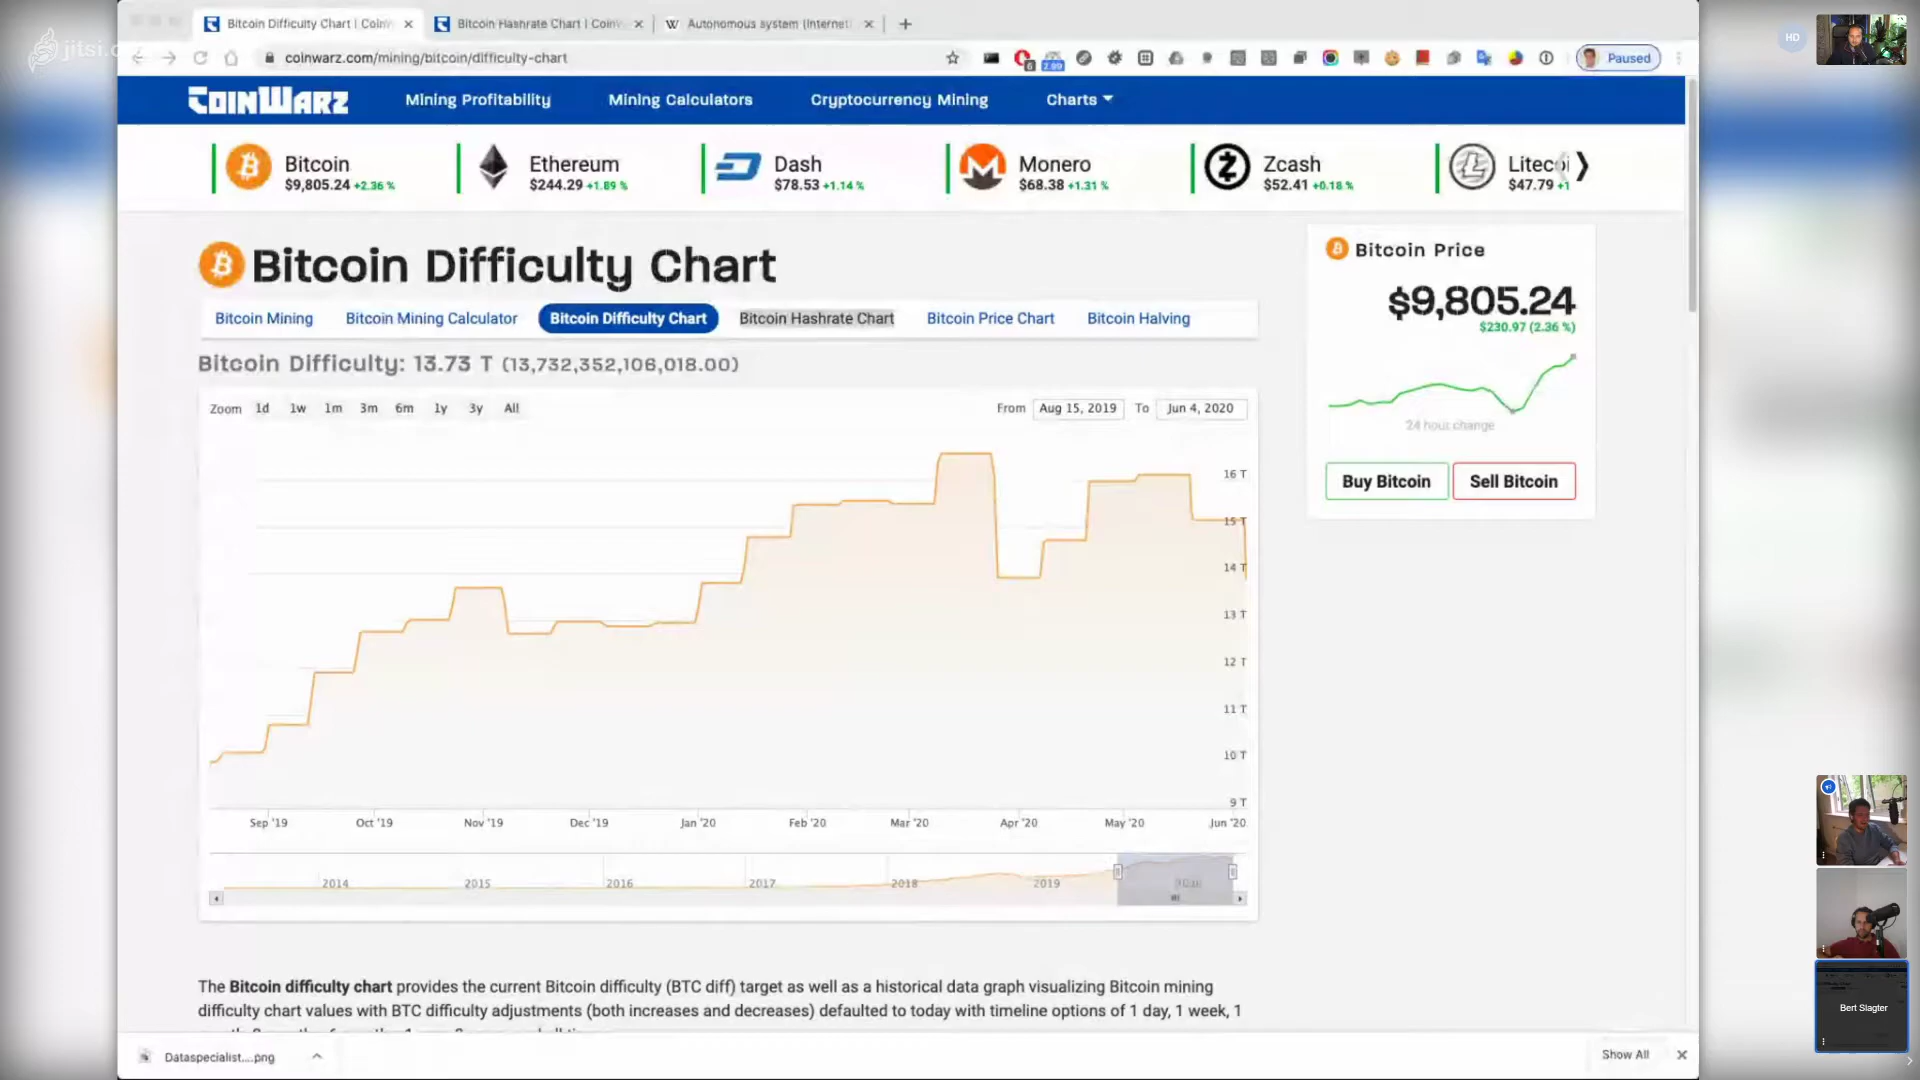 jitsi.
Bitcoin Difficulty Chart | Coin
Bitcoin Hashrate Chart | Coin
Autonomous system (Internet
coinwarz.com/mining/bitcoin/difficulty-chart
6
2.99
Paused
HD
COINWARZ
Mining Profitability
Mining Calculators
Cryptocurrency Mining
Charts
Bitcoin
$9,805.24 +2.36 %
Ethereum
$244.29 +1.89 %
Dash
$78.53 +1.14 %
Monero
$68.38 +1.31 %
Zcash
$52.41 +0.18 %
Liteco
$47.79 +1
Bitcoin Difficulty Chart
Bitcoin Mining
Bitcoin Mining Calculator
Bitcoin Difficulty Chart
Bitcoin Hashrate Chart
Bitcoin Price Chart
Bitcoin Halving
Bitcoin Difficulty: 13.73 T (13,732,352,106,018.00)
Zoom 1d 1w 1m 3m 6m 1y 3y All
From Aug 15, 2019 To Jun 4, 2020
16 T
15 T
14 T
13 T
12 T
11 T
10 T
9 T
Sep '19 Oct '19 Nov '19 Dec '19 Jan '20 Feb '20 Mar '20 Apr '20 May '20 Jun '20
2014 2015 2016 2017 2018 2019
Bitcoin Price
$9,805.24
$230.97 (2.36 %)
24 hour change
Buy Bitcoin
Sell Bitcoin
The Bitcoin difficulty chart provides the current Bitcoin difficulty (BTC diff) target as well as a historical data graph visualizing Bitcoin mining
difficulty chart values with BTC difficulty adjustments (both increases and decreases) defaulted to today with timeline options of 1 day, 1 week, 1
Dataspecialist....png
Show All
Bert Slagter